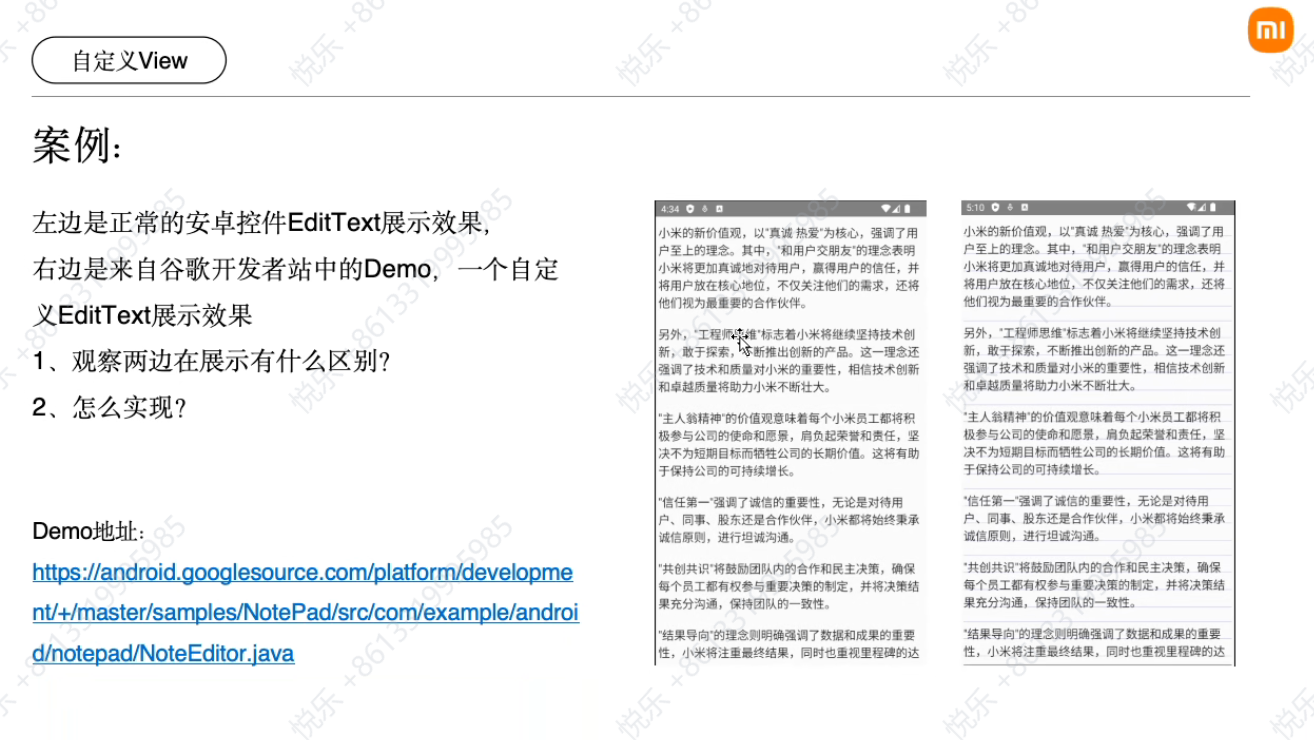 自定义View
案例：
左边是正常的安卓控件EditText展示效果，
右边是来自谷歌开发者站中的Demo，一个自定
义EditText展示效果
1、观察两边在展示有什么区别？
2、怎么实现？
Demo地址：
https://android.googlesource.com/platform/developme
nt/+/master/samples/NotePad/src/com/example/androi
d/notepad/NoteEditor.java
4:34
小米的新价值观，以"真诚 热爱"为核心，强调了用
户至上的理念。其中，"和用户交朋友"的理念表明
小米将更加真诚地对待用户，赢得用户的信任，并
将用户放在核心地位，不仅关注他们的需求，还将
他们视为最重要的合作伙伴。
另外，"工程师思维"标志着小米将继续坚持技术创
新，敢于探索，不断推出创新的产品。这一理念还
强调了技术和质量对小米的重要性，相信技术创新
和卓越质量将助力小米不断壮大。
"主人翁精神"的价值观意味着每个小米员工都将积
极参与公司的使命和愿景，肩负起荣誉和责任，坚
决不为短期目标而牺牲公司的长期价值。这将有助
于保持公司的可持续增长。
"信任第一"强调了诚信的重要性，无论是对待用
户、同事、股东还是合作伙伴，小米都将始终秉承
诚信原则，进行坦诚沟通。
"共创共识"将鼓励团队内的合作和民主决策，确保
每个员工都有权参与重要决策的制定，并将决策结
果充分沟通，保持团队的一致性。
"结果导向"的理念则明确强调了数据和成果的重要
性，小米将注重最终结果，同时也重视里程碑的达
5:10
小米的新价值观，以"真诚 热爱"为核心，强调了用
户至上的理念。其中，"和用户交朋友"的理念表明
小米将更加真诚地对待用户，赢得用户的信任，并
将用户放在核心地位，不仅关注他们的需求，还将
他们视为最重要的合作伙伴。
另外，"工程师思维"标志着小米将继续坚持技术创
新，敢于探索，不断推出创新的产品。这一理念还
强调了技术和质量对小米的重要性，相信技术创新
和卓越质量将助力小米不断壮大。
"主人翁精神"的价值观意味着每个小米员工都将积
极参与公司的使命和愿景，肩负起荣誉和责任，坚
决不为短期目标而牺牲公司的长期价值。这将有助
于保持公司的可持续增长。
"信任第一"强调了诚信的重要性，无论是对待用
户、同事、股东还是合作伙伴，小米都将始终秉承
诚信原则，进行坦诚沟通。
"共创共识"将鼓励团队内的合作和民主决策，确保
每个员工都有权参与重要决策的制定，并将决策结
果充分沟通，保持团队的一致性。
"结果导向"的理念则明确强调了数据和成果的重要
性，小米将注重最终结果，同时也重视里程碑的达